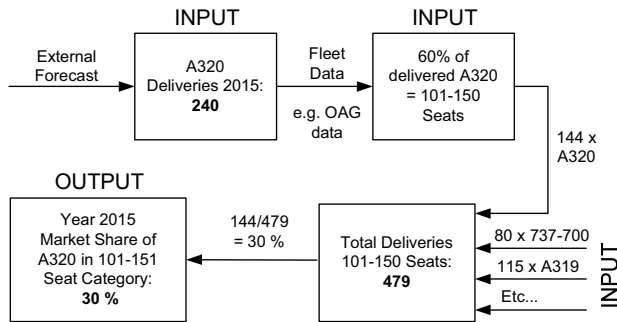 INPUT
INPUT
External
Forecast
A320
Deliveries 2015:
240
Fleet
Data
e.g. OAG
data
60% of
delivered A320
= 101-150
Seats
144 x
A320
OUTPUT
Year 2015
Market Share of
A320 in 101-151
Seat Category:
30 %
144/479
= 30 %
Total Deliveries
101-150 Seats:
479
80 x 737-700
115 x A319
Etc...
INPUT